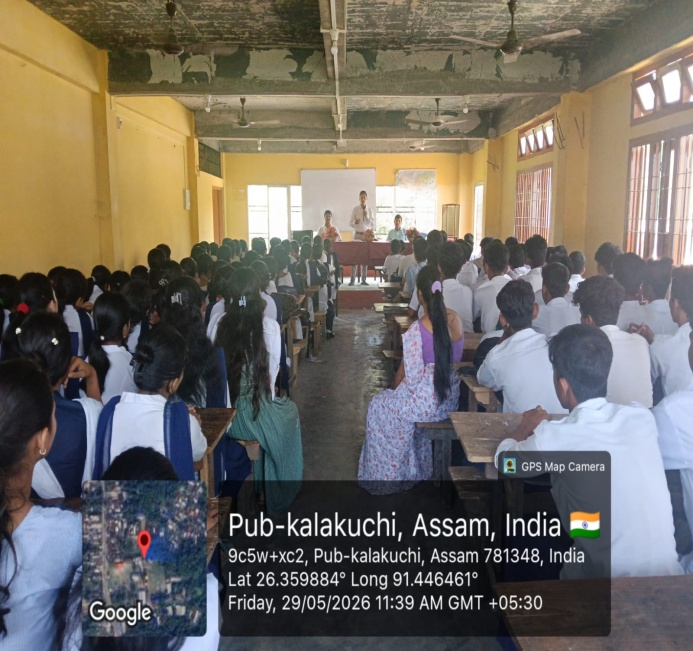 GPS Map Camera
Pub-kalakuchi, Assam, India 🇮🇳
9c5w+xc2, Pub-kalakuchi, Assam 781348, India
Lat 26.359884° Long 91.446461°
Friday, 29/05/2026 11:39 AM GMT +05:30
Google